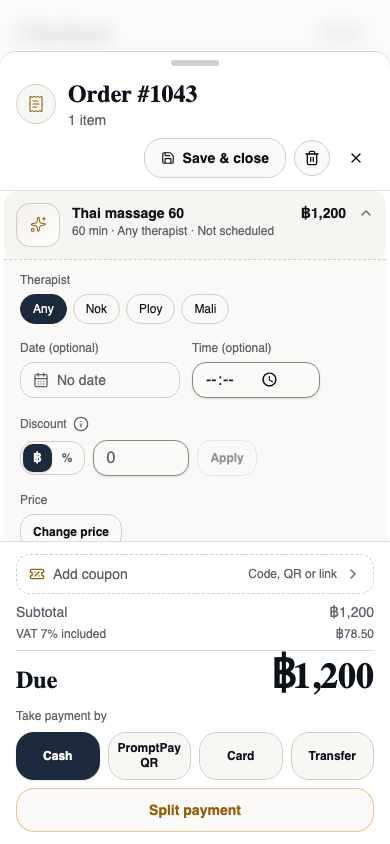 Order #1043
1 item
Save & close
Thai massage 60
฿1,200
60 min · Any therapist · Not scheduled
Therapist
Any
Nok
Ploy
Mali
Date (optional)
Time (optional)
No date
--:--
Discount
฿
%
0
Apply
Price
Change price
Add coupon
Code, QR or link
Subtotal
฿1,200
VAT 7% included
฿78.50
Due
฿1,200
Take payment by
Cash
PromptPay
QR
Card
Transfer
Split payment